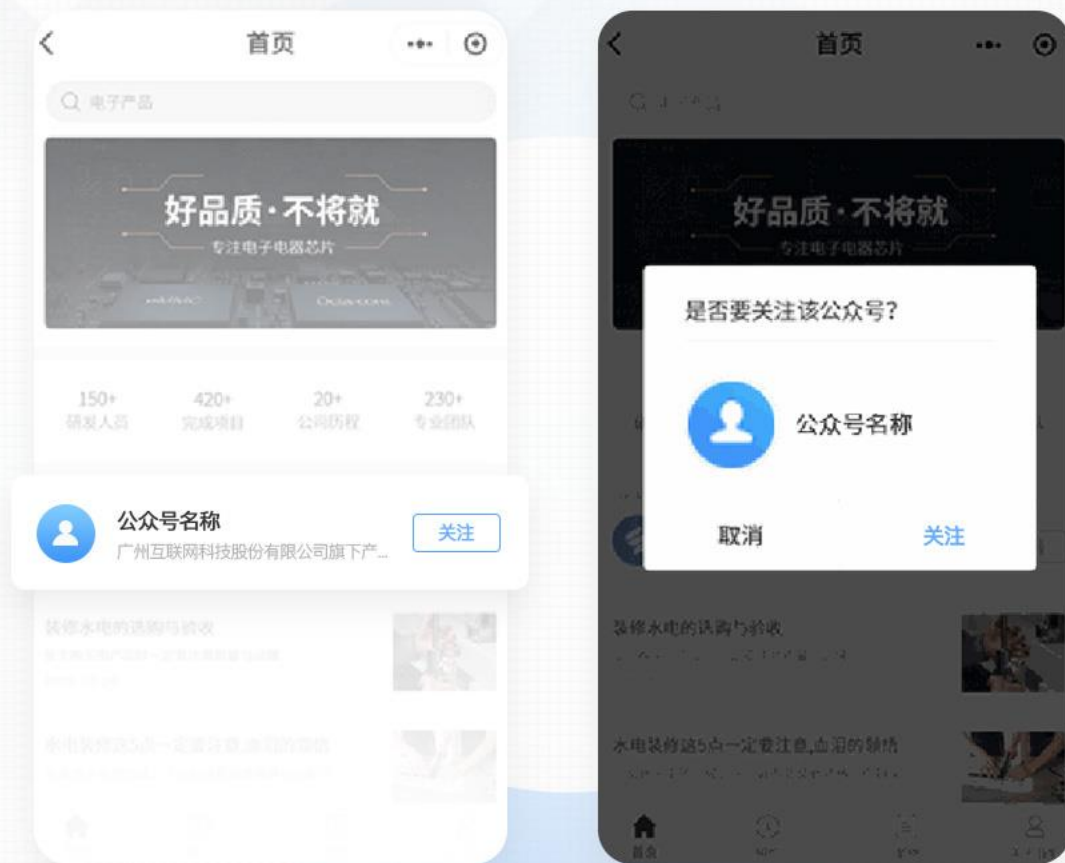 首页
电子产品
好品质·不将就
专注电子电器芯片
150+
420+
20+
230+
研发人员
完成项目
公司历程
专业团队
公众号名称
广州互联网科技股份有限公司旗下产...
关注
装修水电的选购与验收
水电装修这5点一定要注意,血泪的领悟
首页
好品质·不将就
专注电子电器芯片
是否要关注该公众号?
公众号名称
取消
关注
装修水电的选购与验收
水电装修这5点一定要注意,血泪的领悟
首页